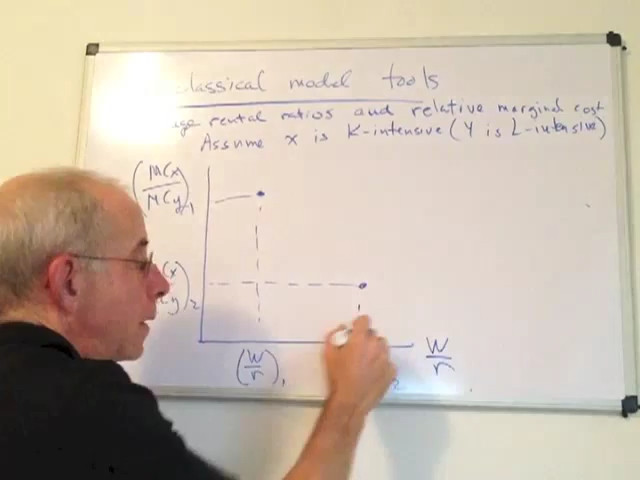 classical model tools
rental ratios and relative marginal cost
Assume x is K-intensive (Y is L-intensive)
(MCx/MCy)1
2
(W/r)1
2
W/r